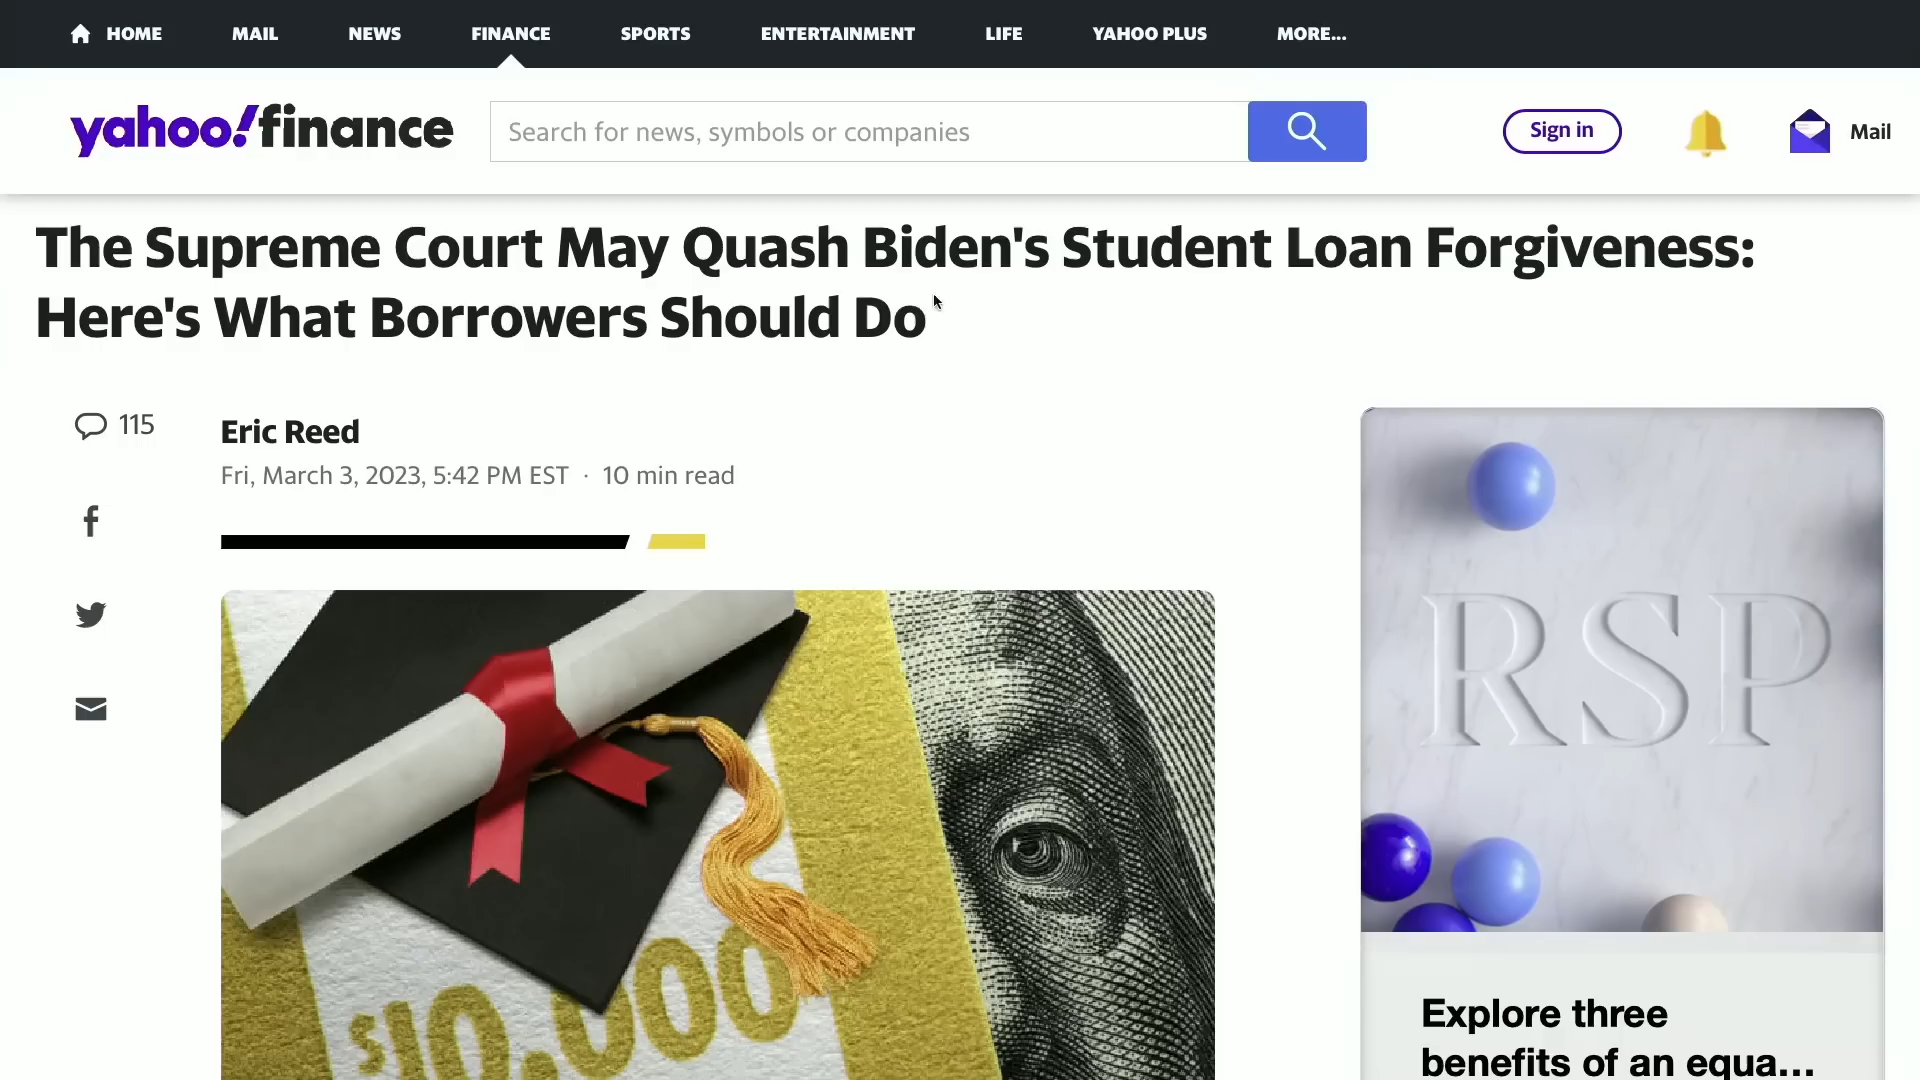 HOME MAIL NEWS FINANCE SPORTS ENTERTAINMENT LIFE YAHOO PLUS MORE...
yahoo!finance Search for news, symbols or companies Sign in Mail
The Supreme Court May Quash Biden's Student Loan Forgiveness:
Here's What Borrowers Should Do
115
Eric Reed
Fri, March 3, 2023, 5:42 PM EST · 10 min read
$10,000
RSP
Explore three
benefits of an equa...